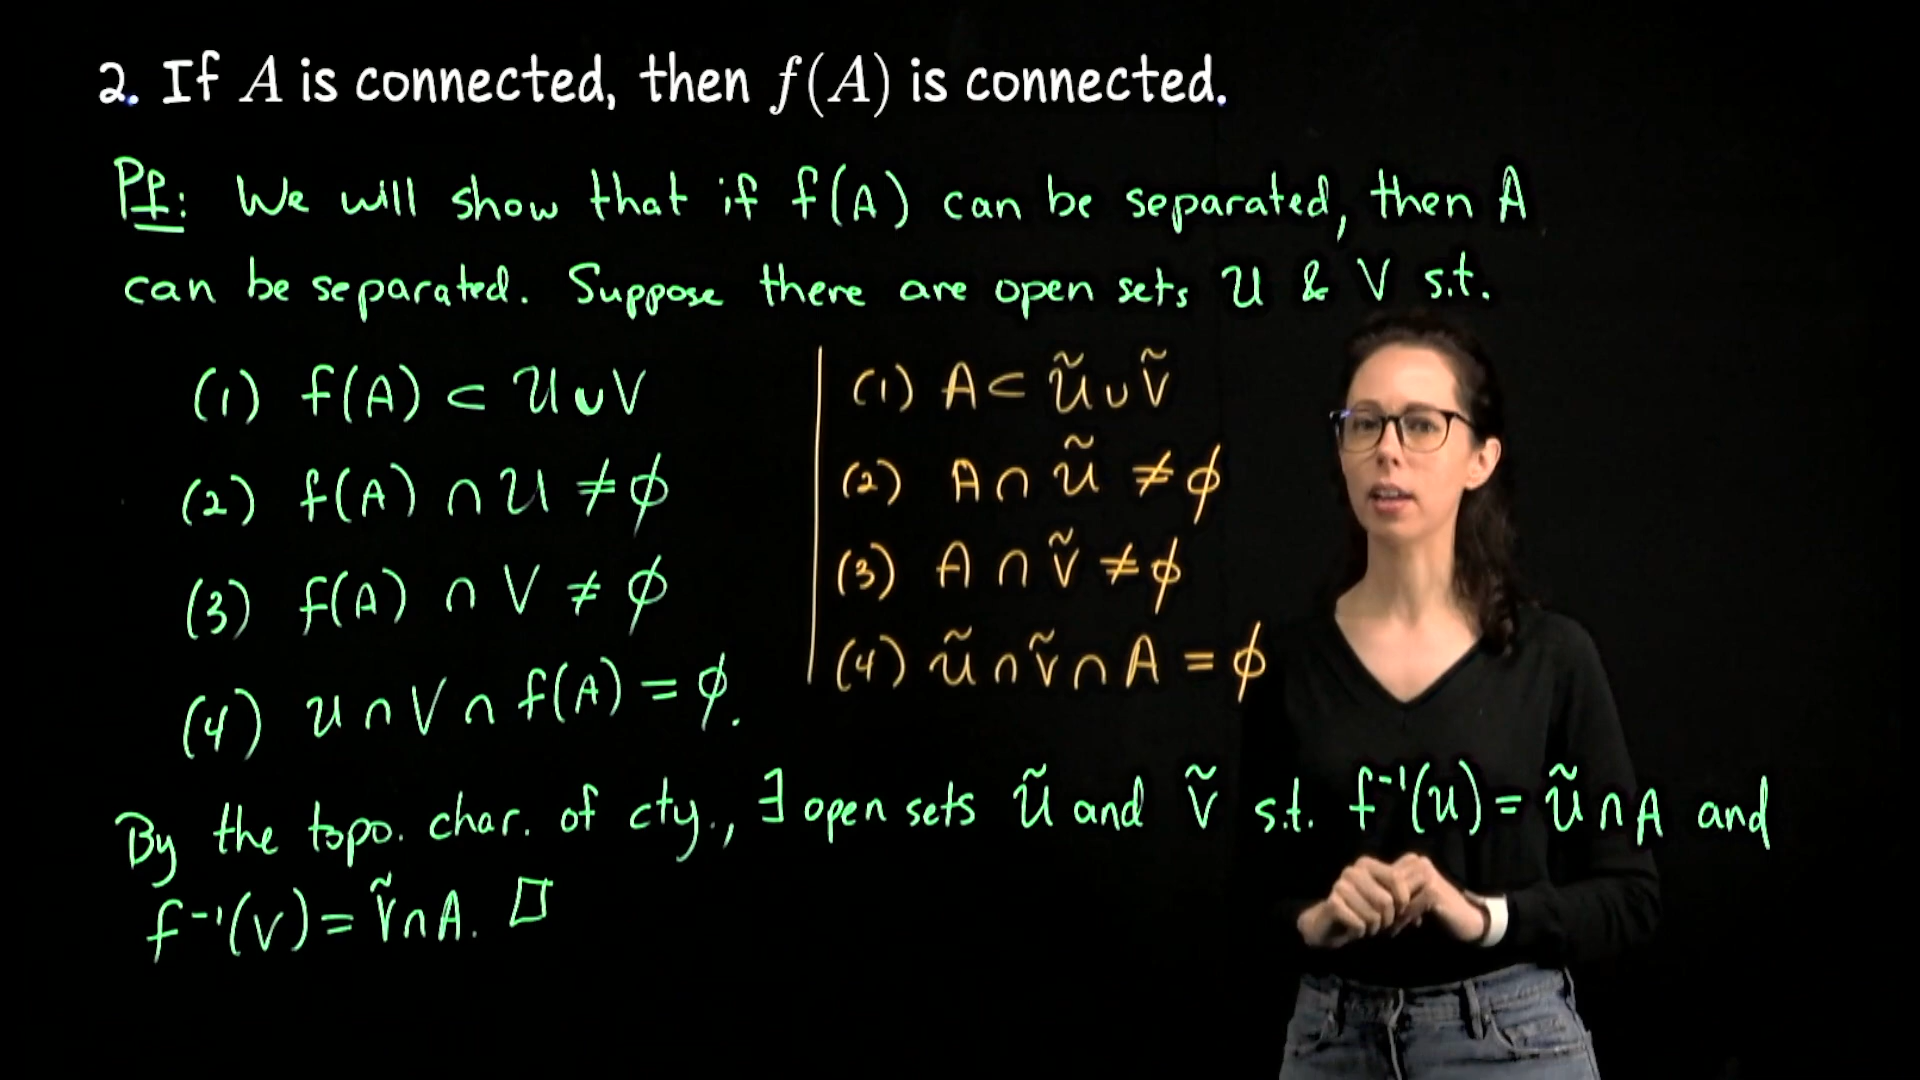 2. If A is connected, then f(A) is connected.
Pf: We will show that if f(A) can be separated, then A
can be separated. Suppose there are open sets U & V s.t.
(1) f(A) ⊂ U ∪ V
(2) f(A) ∩ U ≠ ϕ
(3) f(A) ∩ V ≠ ϕ
(4) U ∩ V ∩ f(A) = ϕ.
(1) A ⊂ Ũ ∪ Ṽ
(2) A ∩ Ũ ≠ ϕ
(3) A ∩ Ṽ ≠ ϕ
(4) Ũ ∩ Ṽ ∩ A = ϕ
By the topo. char. of cty., ∃ open sets Ũ and Ṽ s.t. f⁻¹(U) = Ũ ∩ A and
f⁻¹(V) = Ṽ ∩ A. □